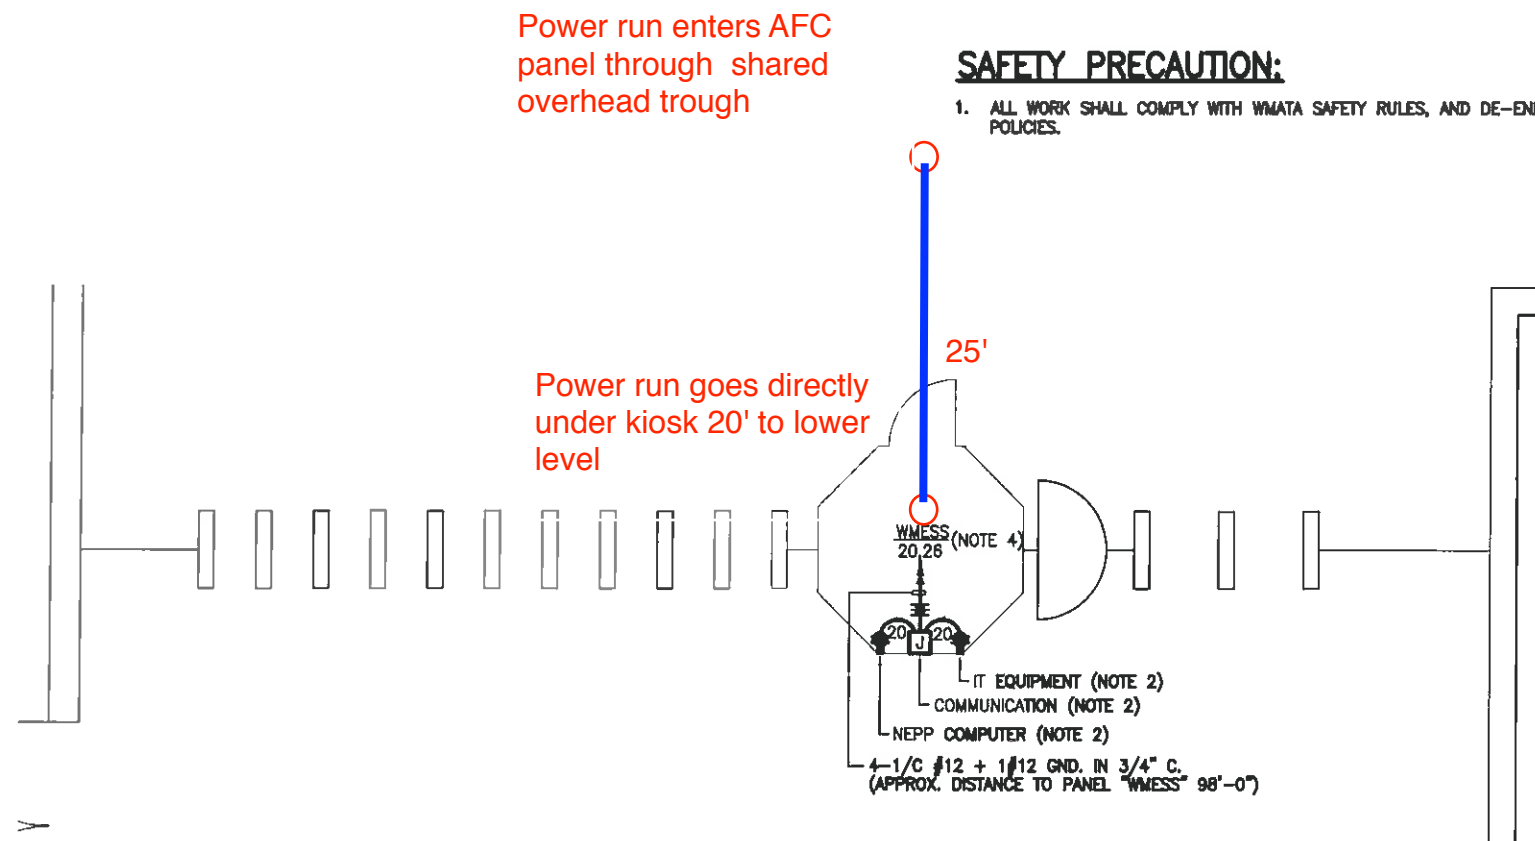 Power run enters AFC
panel through shared
overhead trough
SAFETY PRECAUTION:
1. ALL WORK SHALL COMPLY WITH WMATA SAFETY RULES, AND DE-EN
POLICIES.
25'
Power run goes directly
under kiosk 20' to lower
level
WMESS
20,26
(NOTE 4)
20
J
20
IT EQUIPMENT (NOTE 2)
COMMUNICATION (NOTE 2)
NEPP COMPUTER (NOTE 2)
4-1/C #12 + 1#12 GND. IN 3/4" C.
(APPROX. DISTANCE TO PANEL "WMESS" 98'-0")